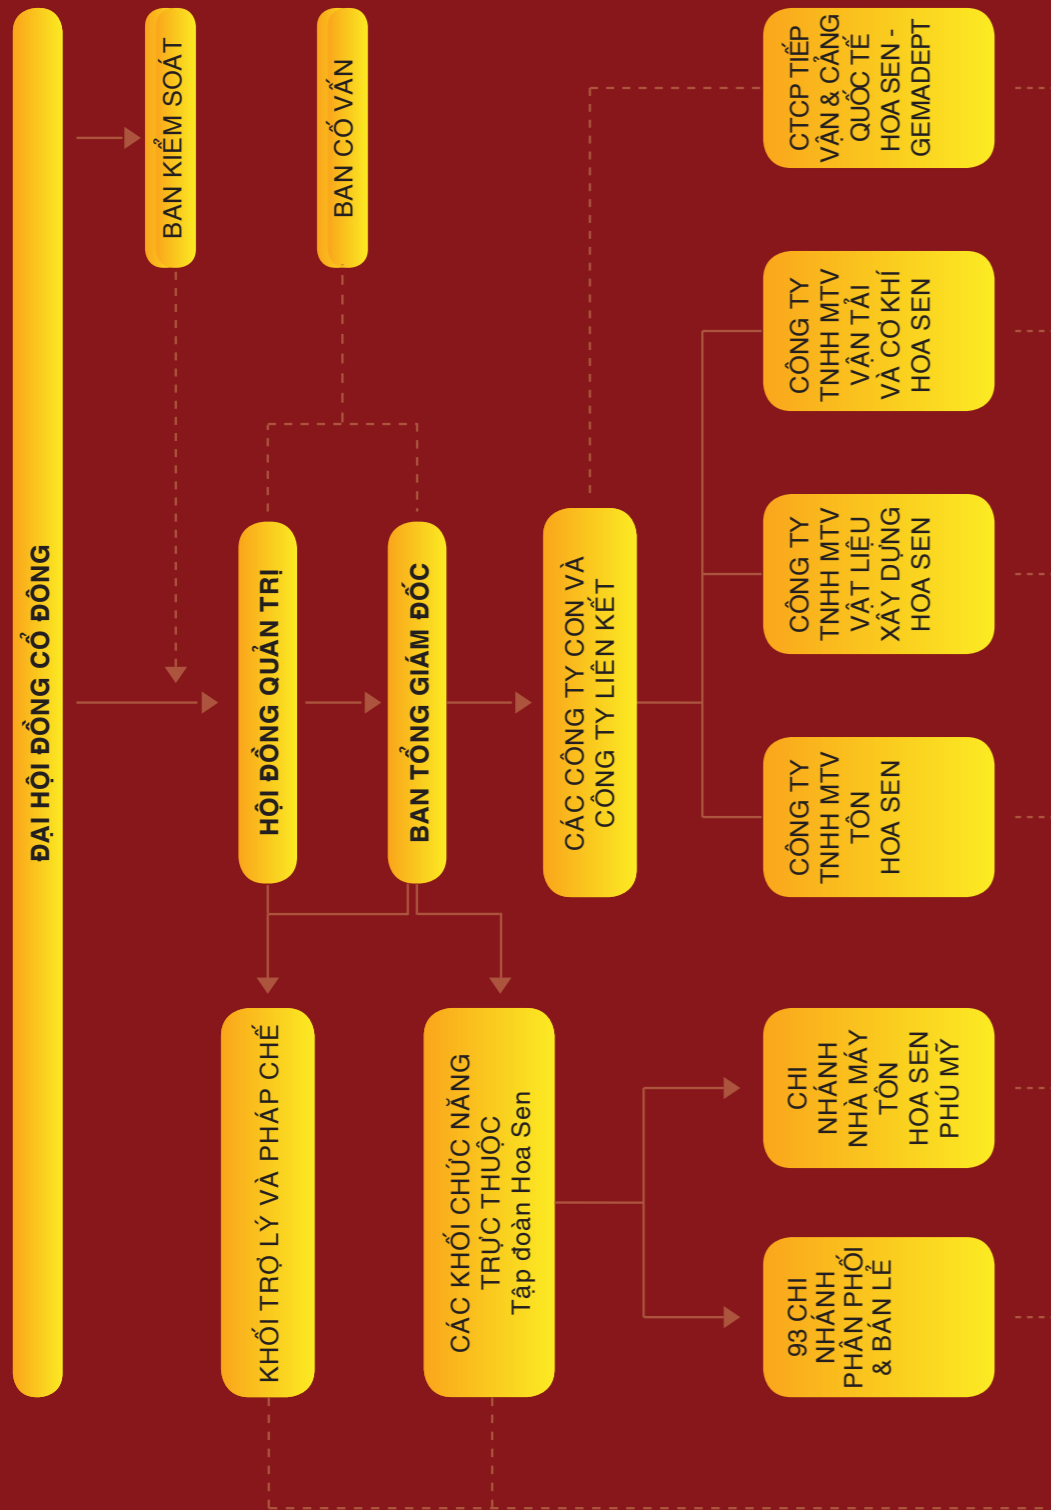 ĐẠI HỘI ĐỒNG CỔ ĐÔNG
BAN KIỂM SOÁT
HỘI ĐỒNG QUẢN TRỊ
BAN CỐ VẤN
KHỐI TRỢ LÝ VÀ PHÁP CHẾ
BAN TỔNG GIÁM ĐỐC
CÁC KHỐI CHỨC NĂNG
TRỰC THUỘC
Tập đoàn Hoa Sen
CÁC CÔNG TY CON VÀ
CÔNG TY LIÊN KẾT
93 CHI
NHÁNH
PHÂN PHỐI
& BÁN LẺ
CHI
NHÁNH
NHÀ MÁY
TÔN
HOA SEN
PHÚ MỸ
CÔNG TY
TNHH MTV
TÔN
HOA SEN
CÔNG TY
TNHH MTV
VẬT LIỆU
XÂY DỰNG
HOA SEN
CÔNG TY
TNHH MTV
VẬN TẢI
VÀ CƠ KHÍ
HOA SEN
CTCP TIẾP
VẬN & CẢNG
QUỐC TẾ
HOA SEN -
GEMADEPT